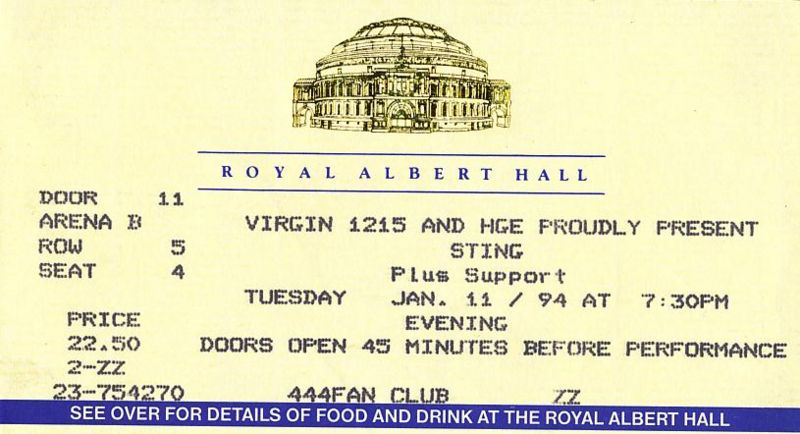 ROYAL ALBERT HALL
DOOR 11
ARENA B VIRGIN 1215 AND HGE PROUDLY PRESENT
ROW 5 STING
SEAT 4 Plus Support
TUESDAY JAN. 11 / 94 AT 7:30PM
PRICE EVENING
22.50 DOORS OPEN 45 MINUTES BEFORE PERFORMANCE
2-ZZ
23-754270 444FAN CLUB ZZ
SEE OVER FOR DETAILS OF FOOD AND DRINK AT THE ROYAL ALBERT HALL